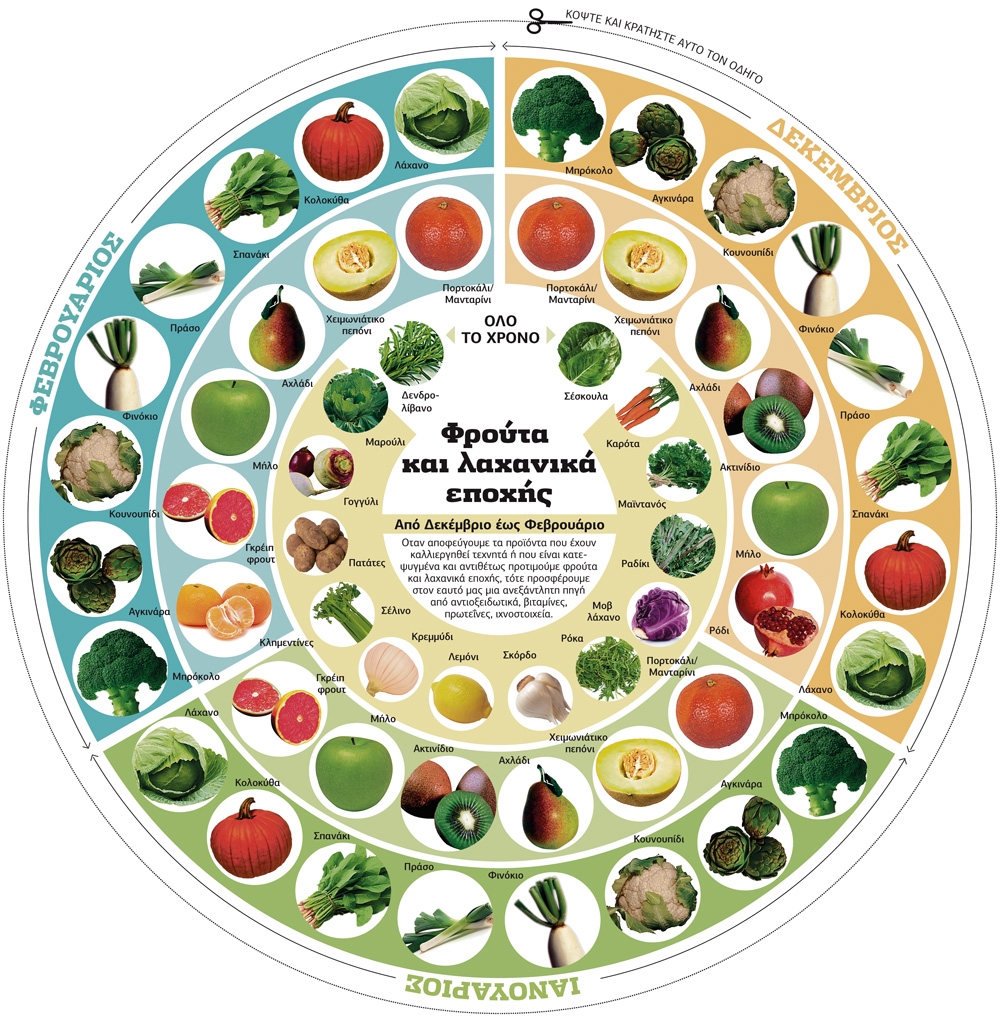 ΚΟΨΤΕ ΚΑΙ ΚΡΑΤΗΣΤΕ ΑΥΤΟ ΤΟΝ ΟΔΗΓΟ
Φρούτα
και λαχανικά
εποχής
Από Δεκέμβριο έως Φεβρουάριο
Οταν αποφεύγουμε τα προϊόντα που έχουν
καλλιεργηθεί τεχνητά ή που είναι κατε-
ψυγμένα και αντιθέτως προτιμούμε φρούτα
και λαχανικά εποχής, τότε προσφέρουμε
στον εαυτό μας μια ανεξάντλητη πηγή
από αντιοξειδωτικά, βιταμίνες,
πρωτεΐνες, ιχνοστοιχεία.
ΟΛΟ
ΤΟ ΧΡΟΝΟ
Σέσκουλα
Καρότα
Μαϊντανός
Ραδίκι
Μοβ
λάχανο
Ρόκα
Σκόρδο
Λεμόνι
Κρεμμύδι
Σέλινο
Πατάτες
Γογγύλι
Μαρούλι
Δενδρο-
λίβανο
ΔΕΚΕΜΒΡΙΟΣ
Μπρόκολο
Αγκινάρα
Κουνουπίδι
Φινόκιο
Πράσο
Σπανάκι
Κολοκύθα
Λάχανο
Πορτοκάλι/
Μανταρίνι
Χειμωνιάτικο
πεπόνι
Αχλάδι
Ακτινίδιο
Μήλο
Ρόδι
ΙΑΝΟΥΑΡΙΟΣ
Μπρόκολο
Αγκινάρα
Κουνουπίδι
Φινόκιο
Πράσο
Σπανάκι
Κολοκύθα
Λάχανο
Πορτοκάλι/
Μανταρίνι
Χειμωνιάτικο
πεπόνι
Αχλάδι
Ακτινίδιο
Μήλο
Γκρέιπ
φρουτ
ΦΕΒΡΟΥΑΡΙΟΣ
Μπρόκολο
Αγκινάρα
Κουνουπίδι
Φινόκιο
Πράσο
Σπανάκι
Κολοκύθα
Λάχανο
Κλημεντίνες
Γκρέιπ
φρουτ
Μήλο
Αχλάδι
Χειμωνιάτικο
πεπόνι
Πορτοκάλι/
Μανταρίνι